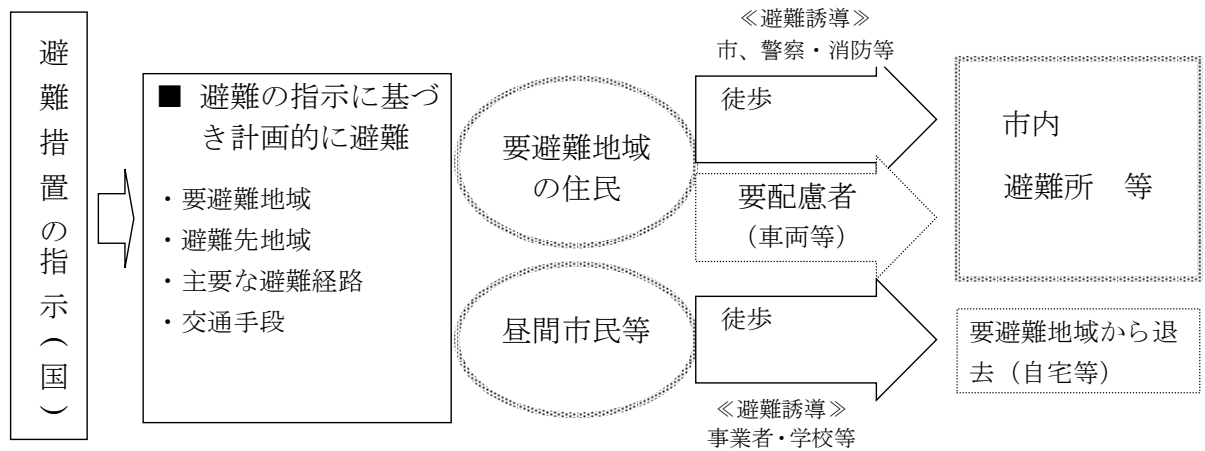 避難措置の指示（国）
■ 避難の指示に基づ
き計画的に避難
・要避難地域
・避難先地域
・主要な避難経路
・交通手段
要避難地域
の住民
昼間市民等
≪避難誘導≫
市、警察・消防等
徒歩
要配慮者
（車両等）
徒歩
≪避難誘導≫
事業者・学校等
市内
避難所　等
要避難地域から退
去（自宅等）